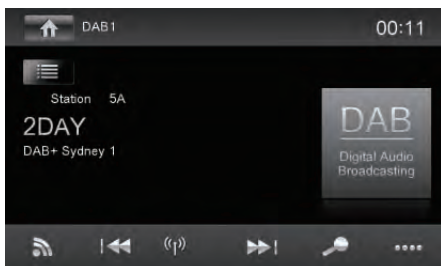 DAB1
00:11
Station 5A
2DAY
DAB+ Sydney 1
DAB
Digital Audio
Broadcasting